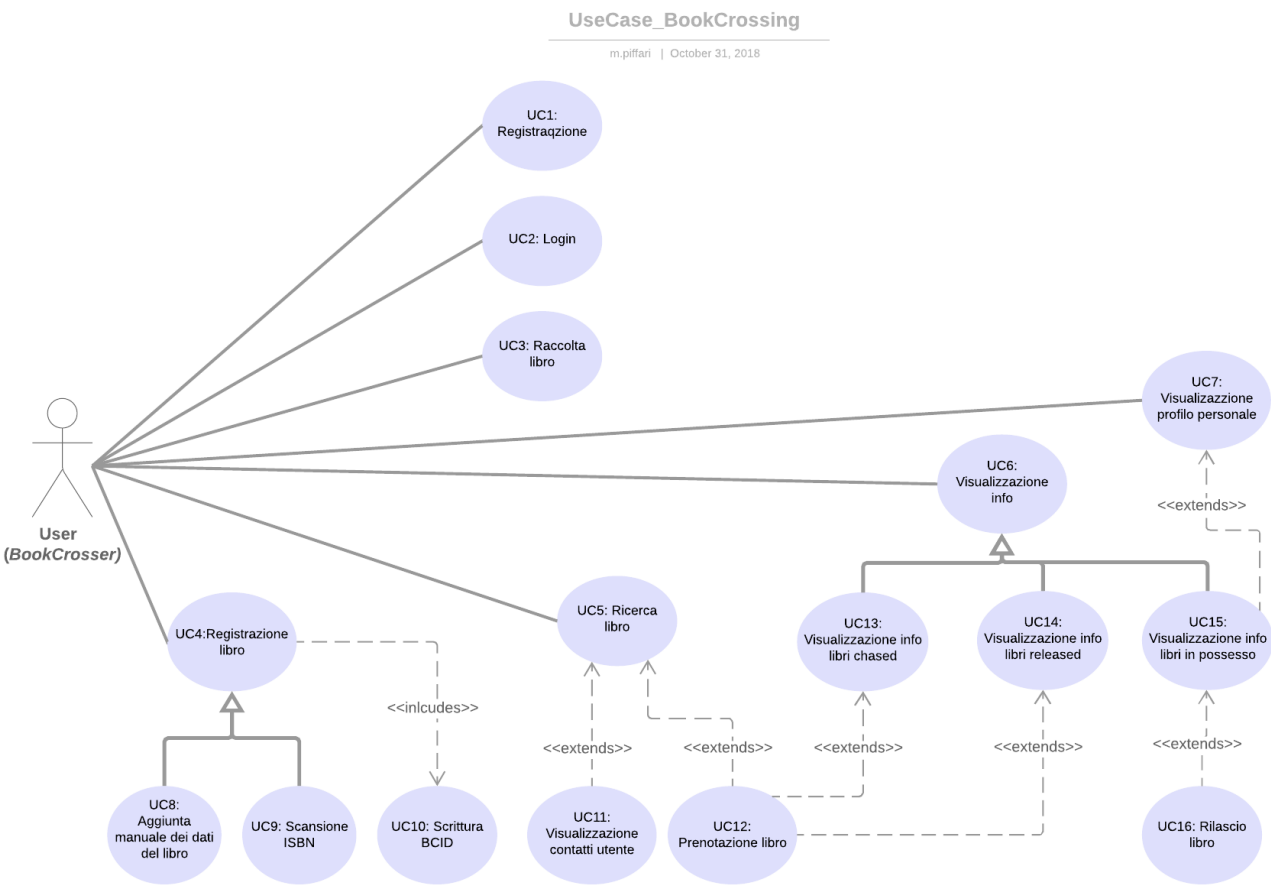 UseCase_BookCrossing
m.piffari | October 31, 2018
UC1:
Registraqzione
UC2: Login
UC3: Raccolta
libro
UC7:
Visualizazzione
profilo personale
UC6:
Visualizzazione
info
<<extends>>
User
(BookCrosser)
UC4:Registrazione
libro
UC5: Ricerca
libro
UC13:
Visualizzazione info
libri chased
UC14:
Visualizzazione info
libri released
UC15:
Visualizzazione info
libri in possesso
<<inlcudes>>
<<extends>>
<<extends>>
<<extends>>
<<extends>>
<<extends>>
UC8:
Aggiunta
manuale dei dati
del libro
UC9: Scansione
ISBN
UC10: Scrittura
BCID
UC11:
Visualizzazione
contatti utente
UC12:
Prenotazione libro
UC16: Rilascio
libro